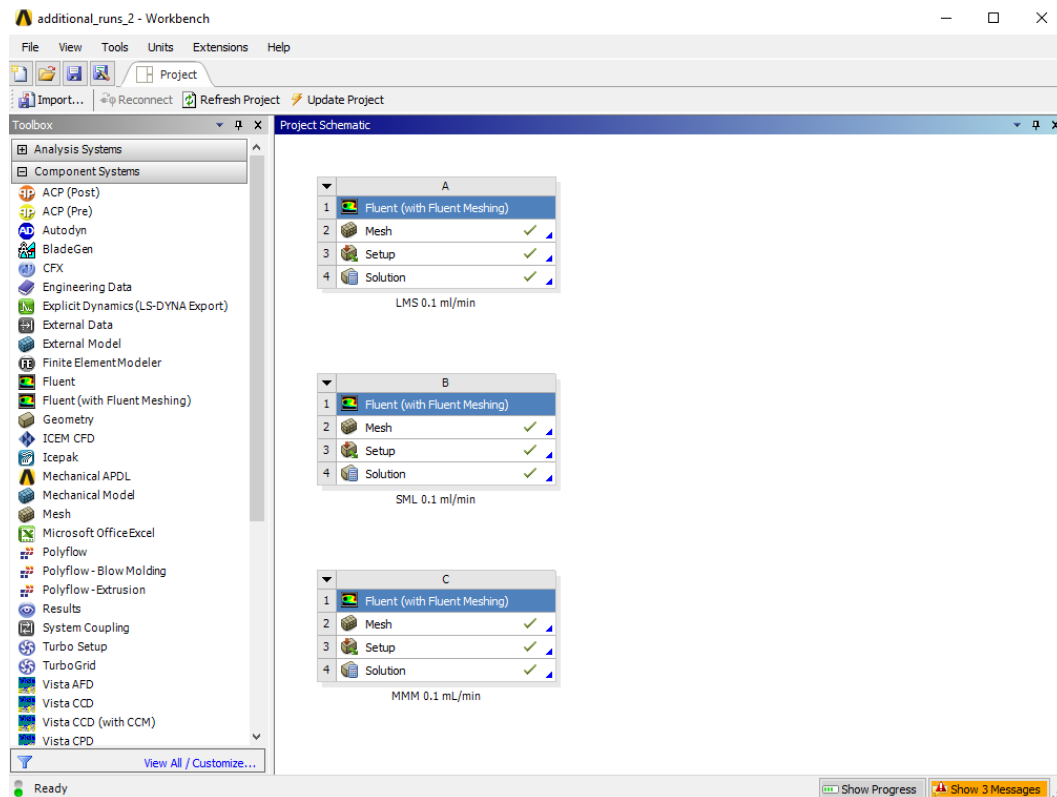 additional_runs_2 - Workbench
File View Tools Units Extensions Help
Project
Import... Reconnect Refresh Project Update Project
Toolbox
Project Schematic
Analysis Systems
Component Systems
ACP (Post)
ACP (Pre)
Autodyn
BladeGen
CFX
Engineering Data
Explicit Dynamics (LS-DYNA Export)
External Data
External Model
Finite Element Modeler
Fluent
Fluent (with Fluent Meshing)
Geometry
ICEM CFD
Icepak
Mechanical APDL
Mechanical Model
Mesh
Microsoft Office Excel
Polyflow
Polyflow - Blow Molding
Polyflow - Extrusion
Results
System Coupling
Turbo Setup
TurboGrid
Vista AFD
Vista CCD
Vista CCD (with CCM)
Vista CPD
View All / Customize...
A
1 Fluent (with Fluent Meshing)
2 Mesh
3 Setup
4 Solution
LMS 0.1 ml/min
B
1 Fluent (with Fluent Meshing)
2 Mesh
3 Setup
4 Solution
SML 0.1 ml/min
C
1 Fluent (with Fluent Meshing)
2 Mesh
3 Setup
4 Solution
MMM 0.1 mL/min
Ready
Show Progress
Show 3 Messages